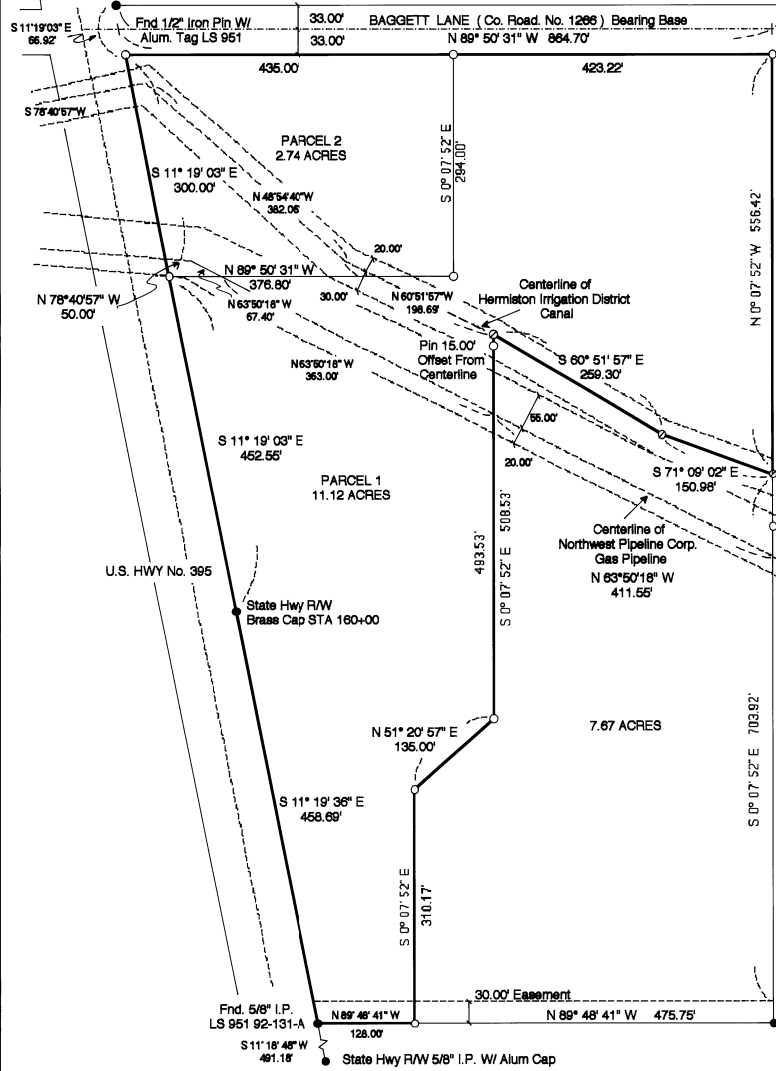 S 11°19'03" E
66.92'
Fnd 1/2" Iron Pin W/
Alum. Tag LS 951
33.00'
33.00'
BAGGETT LANE ( Co. Road. No. 1266 ) Bearing Base
N 89° 50' 31" W 864.70'
435.00'
423.22'
S 78°40'57" W
PARCEL 2
2.74 ACRES
S 11° 19' 03" E
300.00'
N 48°54'40" W
382.06'
S 0° 07' 52" E
294.00'
N 0° 07' 52" W 556.42'
20.00'
N 89° 50' 31" W
376.80'
30.00'
N 60°51'57" W
198.69'
Centerline of
Hermiston Irrigation District
Canal
N 78°40'57" W
50.00'
N 63°50'18" W
67.40'
Pin 15.00'
Offset From
Centerline
S 60° 51' 57" E
259.30'
N 63°50'18" W
363.00'
55.00'
20.00'
S 11° 19' 03" E
452.55'
S 71° 09' 02" E
150.98'
PARCEL 1
11.12 ACRES
493.53'
S 0° 07' 52" E 508.53'
Centerline of
Northwest Pipeline Corp.
Gas Pipeline
N 63°50'18" W
411.55'
U.S. HWY No. 395
State Hwy R/W
Brass Cap STA 160+00
N 51° 20' 57" E
135.00'
7.67 ACRES
S 0° 07' 52" E 703.92'
S 11° 19' 36" E
458.69'
S 0° 07' 52" E
310.17'
30.00' Easement
Fnd. 5/8" I.P.
LS 951 92-131-A
N 89° 48' 41" W
128.00'
N 89° 48' 41" W 475.75'
S 11° 18' 48" W
491.18'
State Hwy R/W 5/8" I.P. W/ Alum Cap